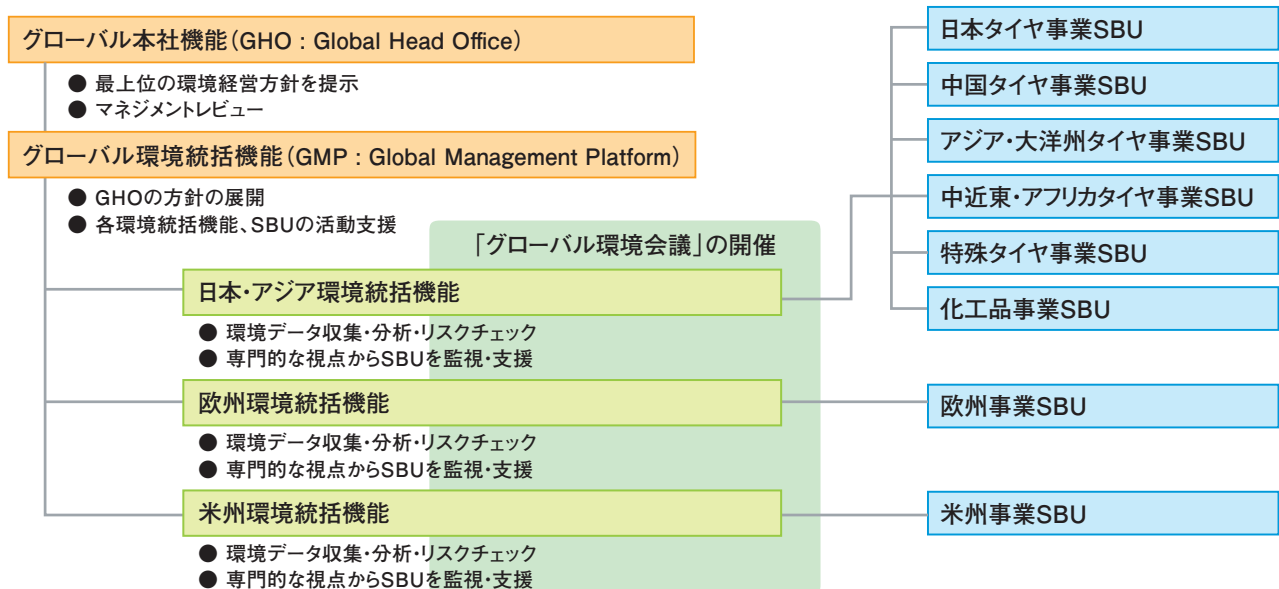 グローバル本社機能（GHO : Global Head Office）
● 最上位の環境経営方針を提示
● マネジメントレビュー
グローバル環境統括機能（GMP : Global Management Platform）
● GHOの方針の展開
● 各環境統括機能、SBUの活動支援
「グローバル環境会議」の開催
日本・アジア環境統括機能
● 環境データ収集・分析・リスクチェック
● 専門的な視点からSBUを監視・支援
欧州環境統括機能
● 環境データ収集・分析・リスクチェック
● 専門的な視点からSBUを監視・支援
米州環境統括機能
● 環境データ収集・分析・リスクチェック
● 専門的な視点からSBUを監視・支援
日本タイヤ事業SBU
中国タイヤ事業SBU
アジア・大洋州タイヤ事業SBU
中近東・アフリカタイヤ事業SBU
特殊タイヤ事業SBU
化工品事業SBU
欧州事業SBU
米州事業SBU